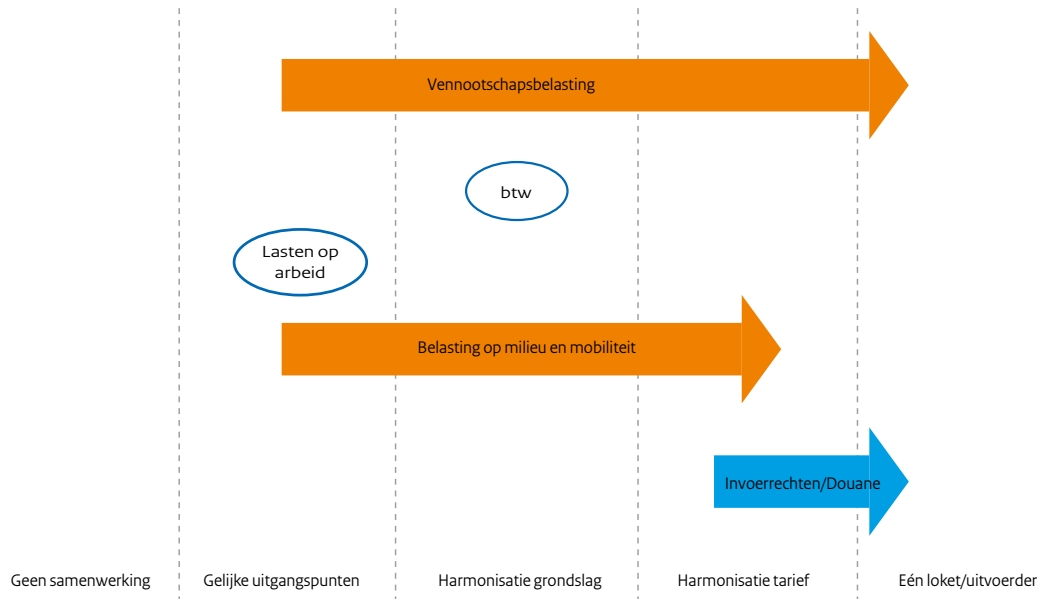 Vennootschapsbelasting
btw
Lasten op
arbeid
Belasting op milieu en mobiliteit
Invoerrechten/Douane
Geen samenwerking
Gelijke uitgangspunten
Harmonisatie grondslag
Harmonisatie tarief
Eén loket/uitvoerder